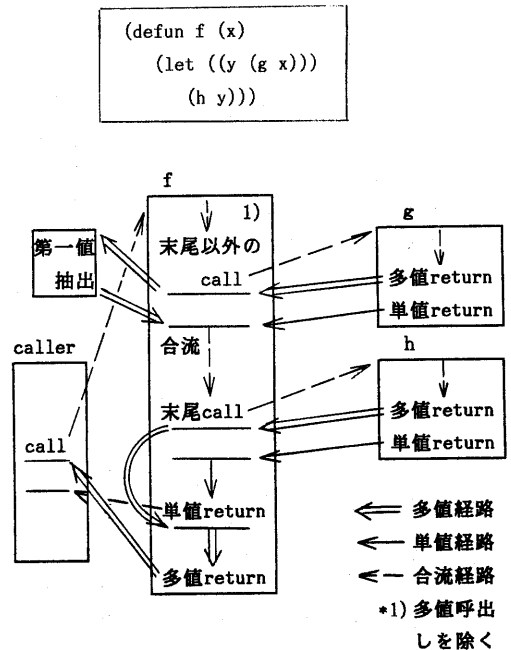 (defun f (x)
(let ((y (g x)))
(h y)))
f
1)
末尾以外の
call
合流
末尾call
単値return
多値return
第一値
抽出
caller
call
g
多値return
単値return
h
多値return
単値return
多値経路
単値経路
合流経路
*1) 多値呼出
しを除く